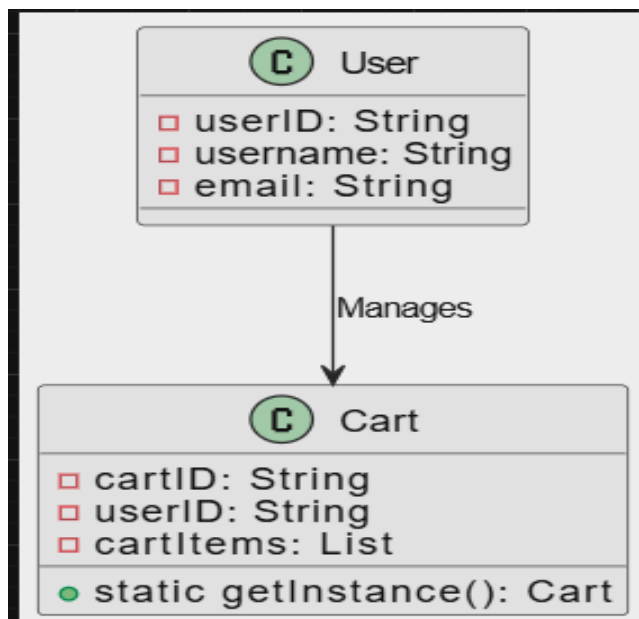 C User
userID: String
username: String
email: String
Manages
C Cart
cartID: String
userID: String
cartItems: List
static getInstance(): Cart